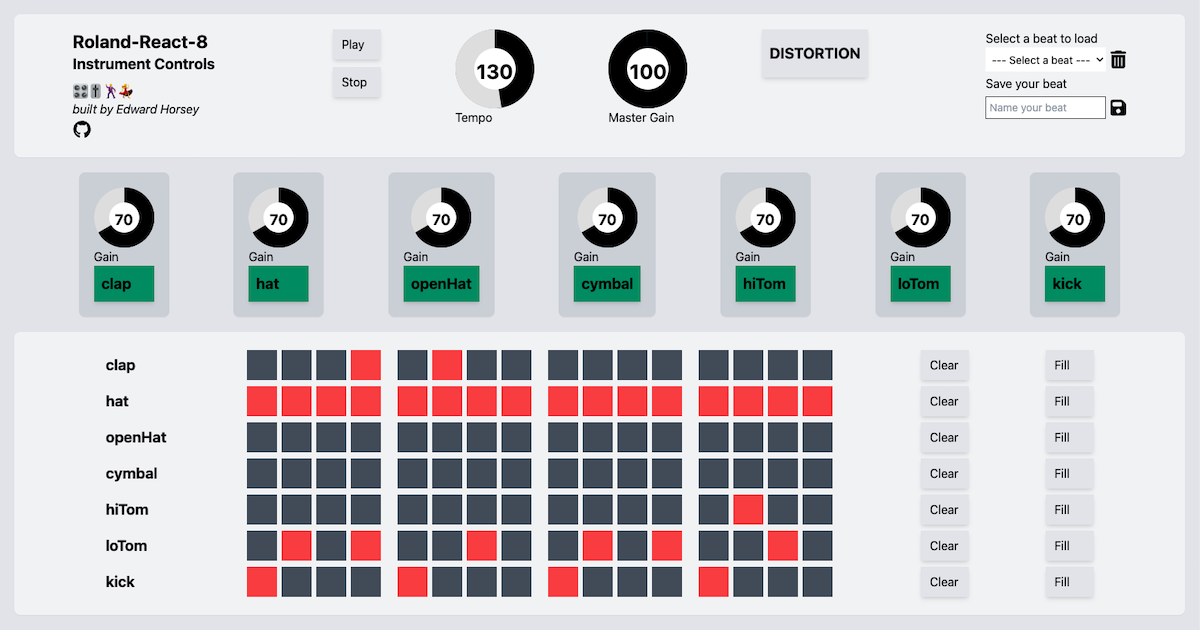 Roland-React-8
Instrument Controls
built by Edward Horsey
Play
Stop
130
Tempo
100
Master Gain
DISTORTION
Select a beat to load
--- Select a beat ---
Save your beat
Name your beat
70
Gain
clap
70
Gain
hat
70
Gain
openHat
70
Gain
cymbal
70
Gain
hiTom
70
Gain
loTom
70
Gain
kick
clap Clear Fill
hat Clear Fill
openHat Clear Fill
cymbal Clear Fill
hiTom Clear Fill
loTom Clear Fill
kick Clear Fill